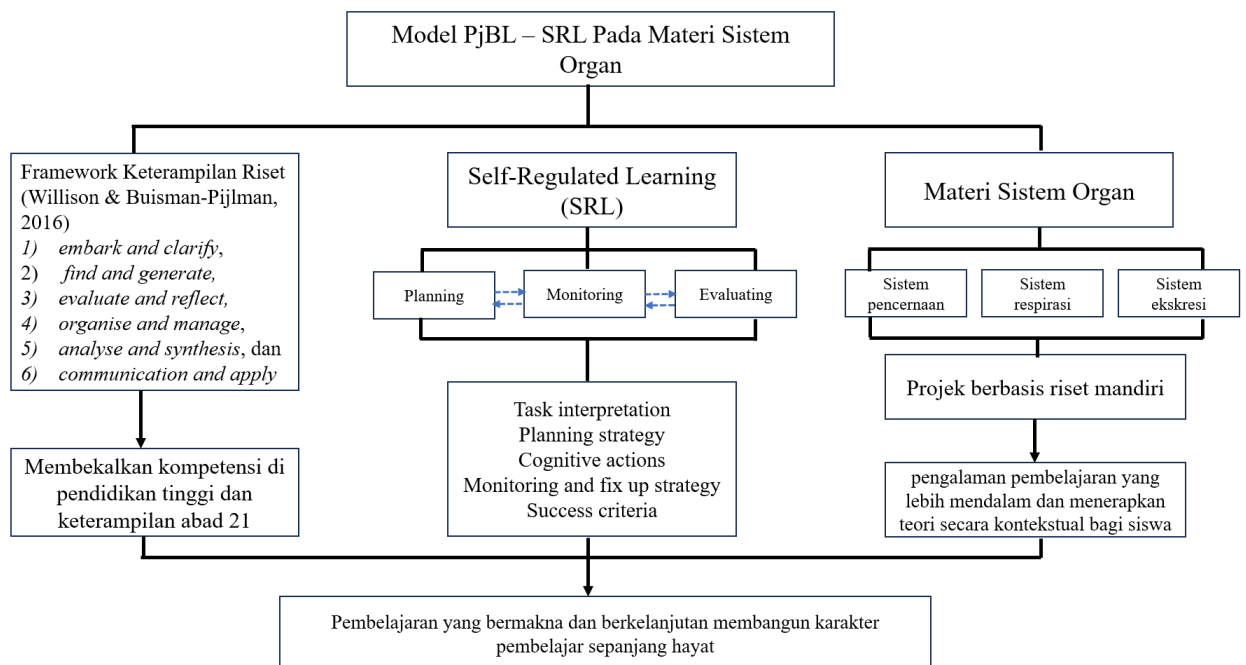 Model PjBL – SRL Pada Materi Sistem
Organ
Framework Keterampilan Riset
(Willison & Buisman-Pijlman,
2016)
1) embark and clarify,
2) find and generate,
3) evaluate and reflect,
4) organise and manage,
5) analyse and synthesis, dan
6) communication and apply
Membekalkan kompetensi di
pendidikan tinggi dan
keterampilan abad 21
Self-Regulated Learning
(SRL)
Planning
Monitoring
Evaluating
Task interpretation
Planning strategy
Cognitive actions
Monitoring and fix up strategy
Success criteria
Materi Sistem Organ
Sistem
pencernaan
Sistem
respirasi
Sistem
ekskresi
Projek berbasis riset mandiri
pengalaman pembelajaran yang
lebih mendalam dan menerapkan
teori secara kontekstual bagi siswa
Pembelajaran yang bermakna dan berkelanjutan membangun karakter
pembelajar sepanjang hayat